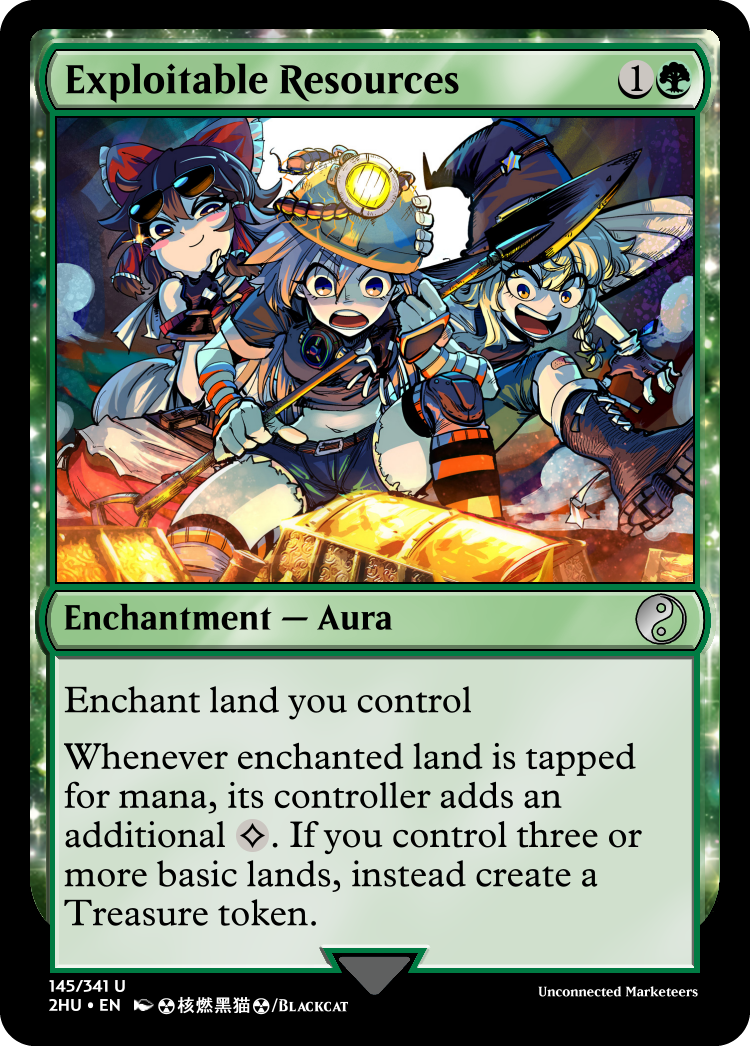 Exploitable Resources 1
Enchantment — Aura
Enchant land you control
Whenever enchanted land is tapped
for mana, its controller adds an
additional . If you control three or
more basic lands, instead create a
Treasure token.
145/341 U
2HU • EN ☢核燃黑猫☢/Blackcat
Unconnected Marketeers